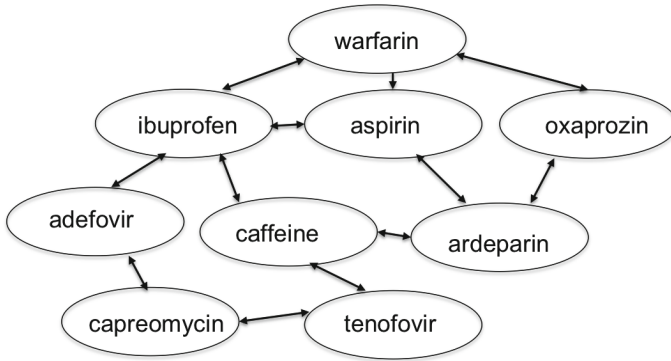 warfarin
ibuprofen
aspirin
oxaprozin
adefovir
caffeine
ardeparin
capreomycin
tenofovir